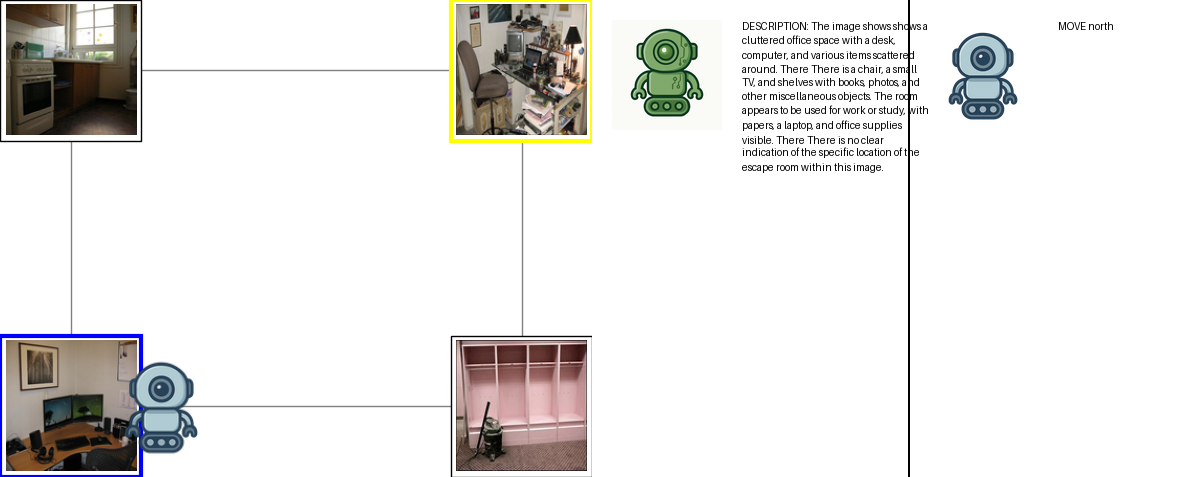 DESCRIPTION: The image shows shows a
cluttered office space with a desk,
computer, and various items scattered
around. There There is a chair, a small
TV, and shelves with books, photos, and
other miscellaneous objects. The room
appears to be used for work or study, with
papers, a laptop, and office supplies
visible. There There is no clear
indication of the specific location of the
escape room within this image.
MOVE north